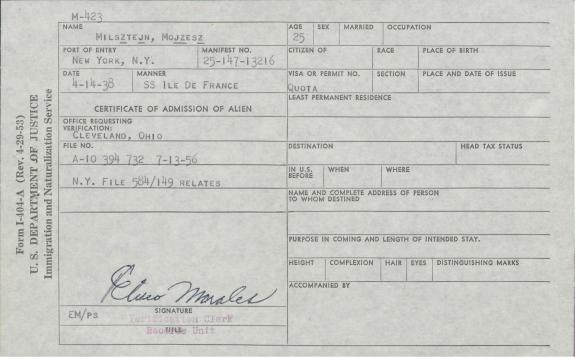 M-423
NAME
MILSZTEJN, MOJZESZ
AGE
25
SEX
MARRIED
OCCUPATION
PORT OF ENTRY
NEW YORK, N.Y.
MANIFEST NO.
25-147-13216
CITIZEN OF
RACE
PLACE OF BIRTH
DATE
4-14-38
MANNER
SS ILE DE FRANCE
VISA OR PERMIT NO.
QUOTA
SECTION
PLACE AND DATE OF ISSUE
CERTIFICATE OF ADMISSION OF ALIEN
LEAST PERMANENT RESIDENCE
OFFICE REQUESTING
VERIFICATION:
CLEVELAND, OHIO
FILE NO.
A-10 394 732 7-13-56
DESTINATION
HEAD TAX STATUS
N.Y. FILE 584/149 RELATES
IN U.S.
BEFORE
WHEN
WHERE
NAME AND COMPLETE ADDRESS OF PERSON
TO WHOM DESTINED
PURPOSE IN COMING AND LENGTH OF INTENDED STAY.
HEIGHT
COMPLEXION
HAIR
EYES
DISTINGUISHING MARKS
ACCOMPANIED BY
Morales
EM/PS
SIGNATURE
Verification Clerk
Records Unit
TITLE
Form I-404-A (Rev. 4-29-53)
U. S. DEPARTMENT OF JUSTICE
Immigration and Naturalization Service